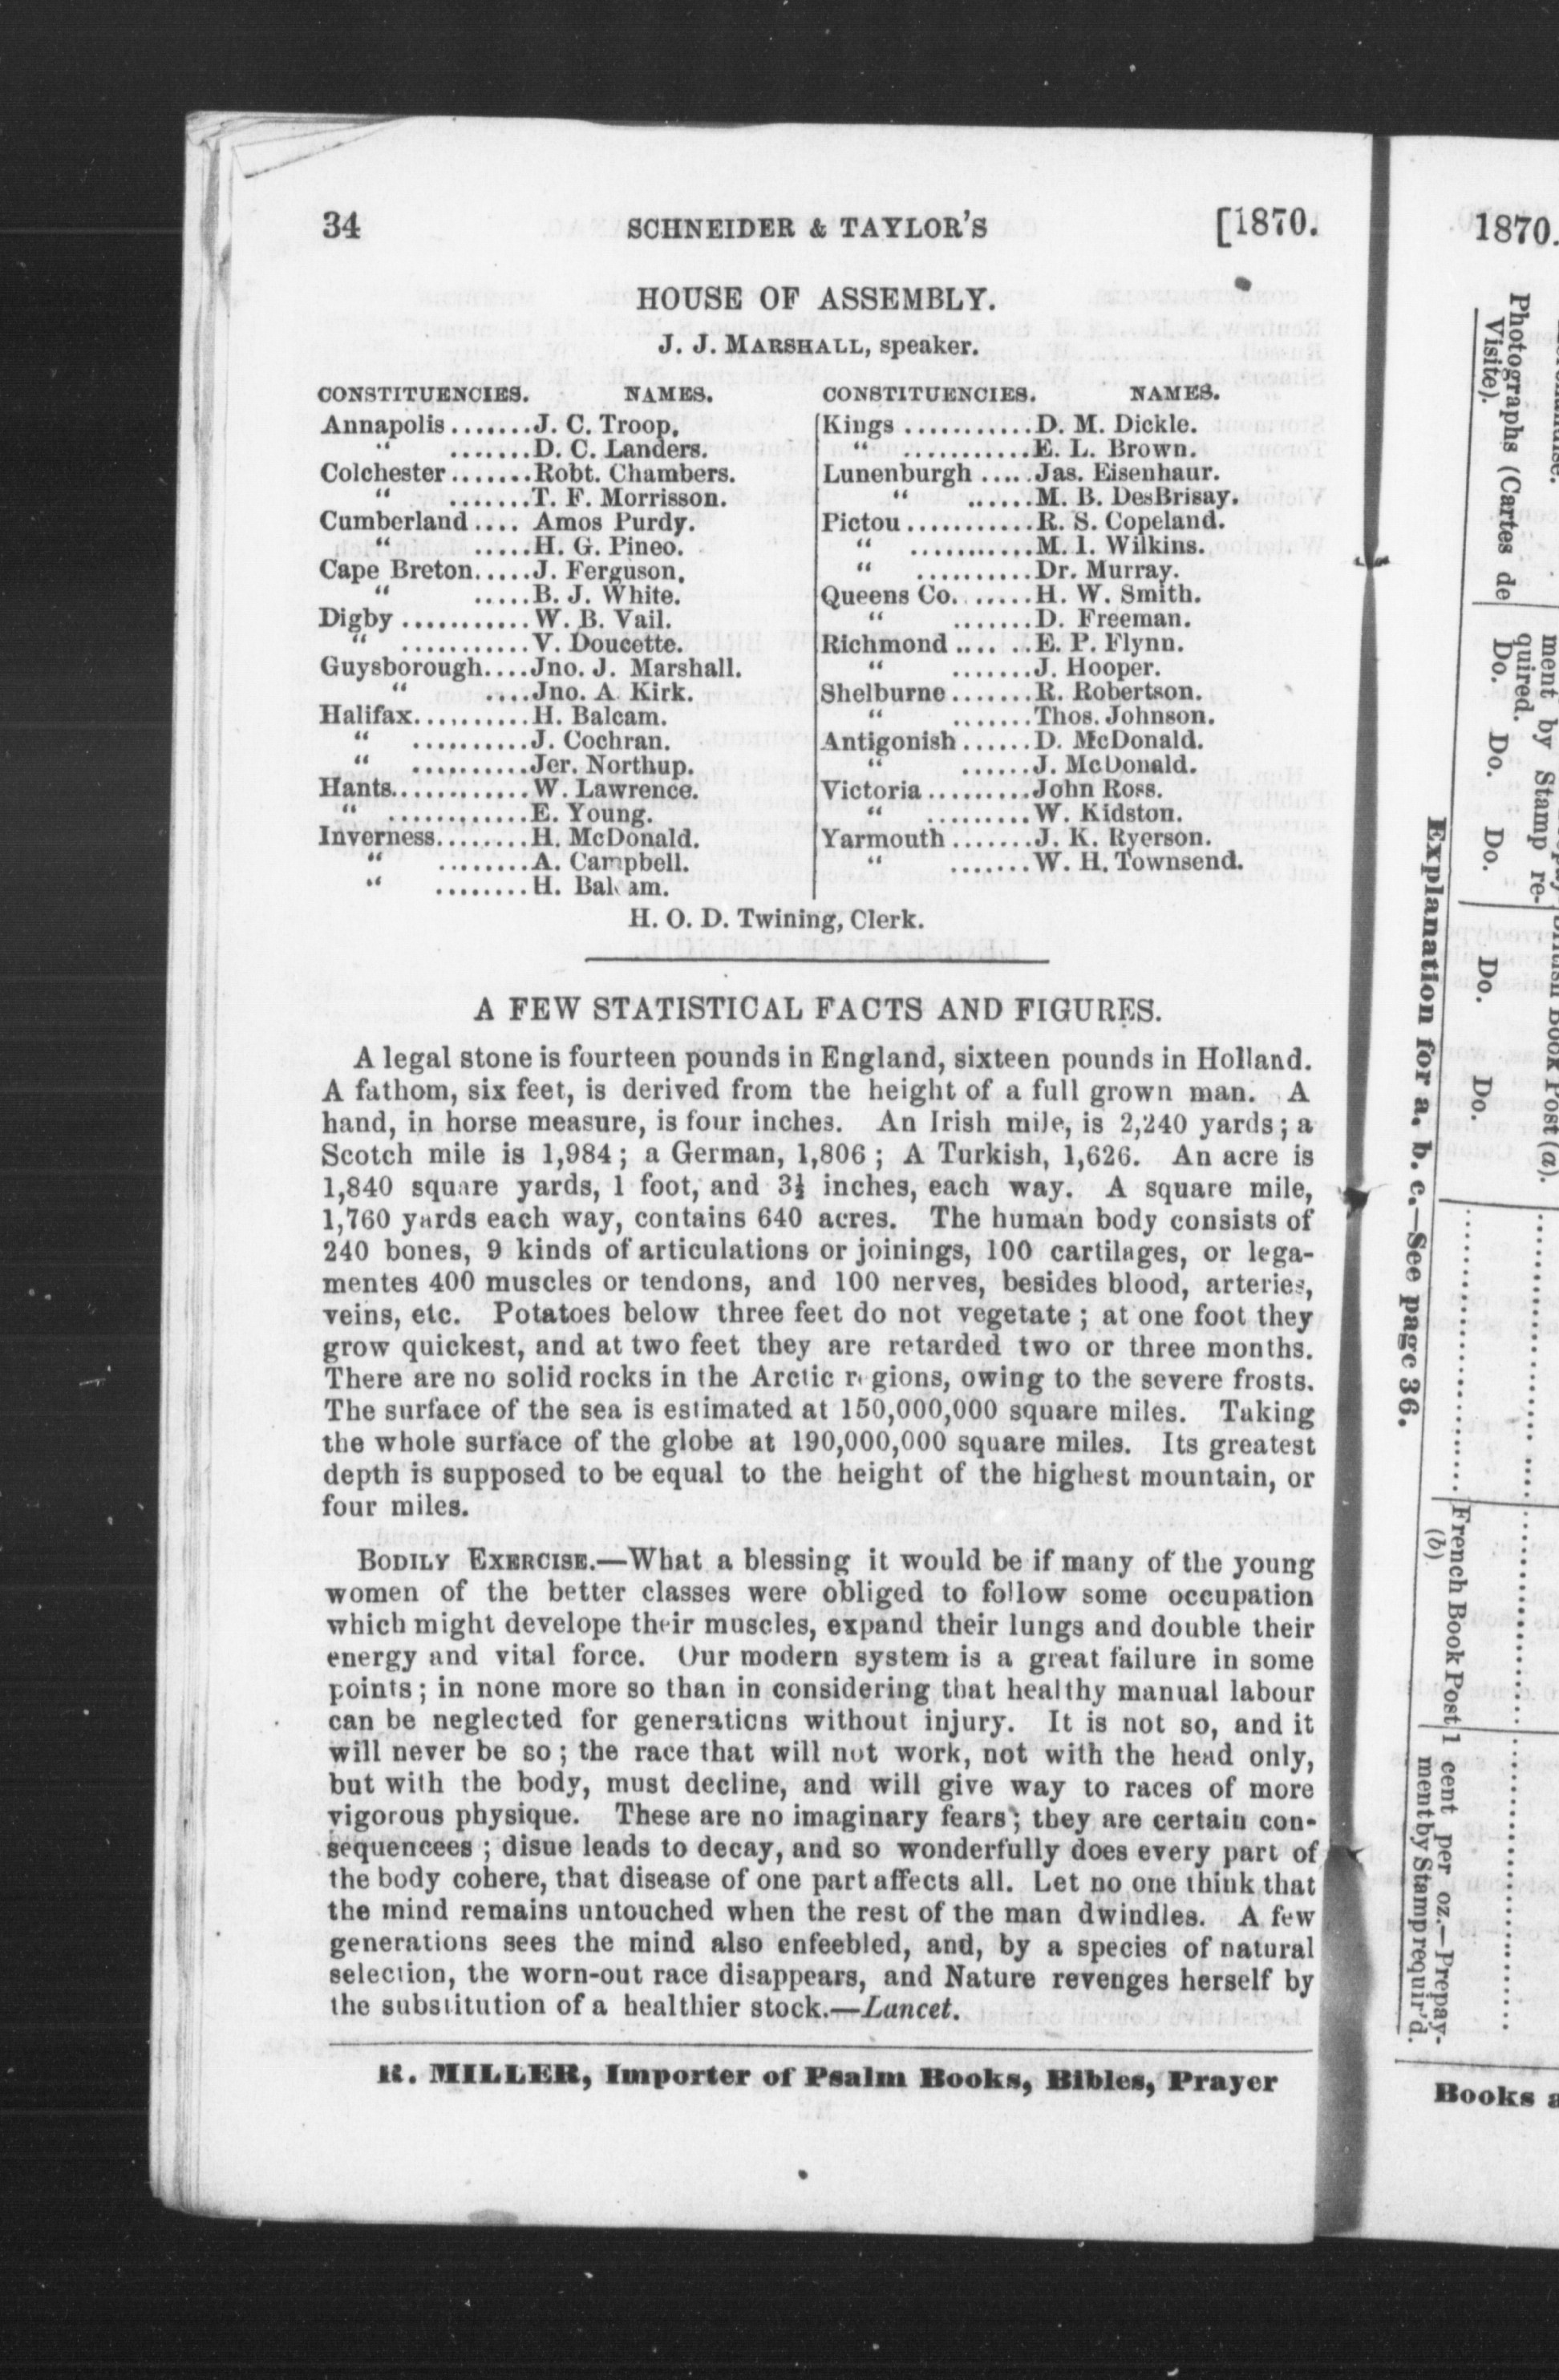 34 SCHNEIDER & TAYLOR'S [1870.
HOUSE OF ASSEMBLY.
J. J. MARSHALL, speaker.
CONSTITUENCIES. NAMES.
Annapolis.......J. C. Troop.
" .......D. C. Landers.
Colchester.......Robt. Chambers.
" .......T. F. Morrisson.
Cumberland.... Amos Purdy.
" .....H. G. Pineo.
Cape Breton.....J. Ferguson.
" .....B. J. White.
Digby...........W. B. Vail.
" ...........V. Doucette.
Guysborough....Jno. J. Marshall.
" ....Jno. A. Kirk.
Halifax..........H. Balcam.
" ..........J. Cochran.
" ..........Jer. Northup.
Hants............W. Lawrence.
" ............E. Young.
Inverness........H. McDonald.
" ........A. Campbell.
" ........H. Balcam.
CONSTITUENCIES. NAMES.
Kings...........D. M. Dickle.
" ...........E. L. Brown.
Lunenburgh.....Jas. Eisenhaur.
" ......M. B. DesBrisay.
Pictou...........R. S. Copeland.
" ...........M. I. Wilkins.
" ..........Dr. Murray.
Queens Co. ......H. W. Smith.
" .......D. Freeman.
Richmond .... ..E. P. Flynn.
" .......J. Hooper.
Shelburne.......R. Robertson.
" .......Thos. Johnson.
Antigonish......D. McDonald.
" ......J. McDonald.
Victoria.........John Ross.
" .........W. Kidston.
Yarmouth.......J. K. Ryerson.
" .......W. H. Townsend.
H. O. D. Twining, Clerk.
A FEW STATISTICAL FACTS AND FIGURES.
A legal stone is fourteen pounds in England, sixteen pounds in Holland.
A fathom, six feet, is derived from the height of a full grown man. A
hand, in horse measure, is four inches. An Irish mile, is 2,240 yards; a
Scotch mile is 1,984; a German, 1,806; A Turkish, 1,626. An acre is
1,840 square yards, 1 foot, and 3½ inches, each way. A square mile,
1,760 yards each way, contains 640 acres. The human body consists of
240 bones, 9 kinds of articulations or joinings, 100 cartilages, or lega-
mentes 400 muscles or tendons, and 100 nerves, besides blood, arteries,
veins, etc. Potatoes below three feet do not vegetate; at one foot they
grow quickest, and at two feet they are retarded two or three months.
There are no solid rocks in the Arctic regions, owing to the severe frosts.
The surface of the sea is estimated at 150,000,000 square miles. Taking
the whole surface of the globe at 190,000,000 square miles. Its greatest
depth is supposed to be equal to the height of the highest mountain, or
four miles.
BODILY EXERCISE.—What a blessing it would be if many of the young
women of the better classes were obliged to follow some occupation
which might develope their muscles, expand their lungs and double their
energy and vital force. Our modern system is a great failure in some
points; in none more so than in considering that healthy manual labour
can be neglected for generations without injury. It is not so, and it
will never be so; the race that will not work, not with the head only,
but with the body, must decline, and will give way to races of more
vigorous physique. These are no imaginary fears; they are certain con-
sequencees; disue leads to decay, and so wonderfully does every part of
the body cohere, that disease of one part affects all. Let no one think that
the mind remains untouched when the rest of the man dwindles. A few
generations sees the mind also enfeebled, and, by a species of natural
selection, the worn-out race disappears, and Nature revenges herself by
the substitution of a healthier stock.—Lancet.
R. MILLER, Importer of Psalm Books, Bibles, Prayer
1870.
Photographs (Cartes de
Visite).
ment by Stamp re-
quired.
Do. Do. Do.
Do. Do.
Book Post (a).
Explanation for a. b. c.—See page 36.
French Book Post
(b)
1 cent per oz.—Prepay-
ment by Stamp requir'd.
Books